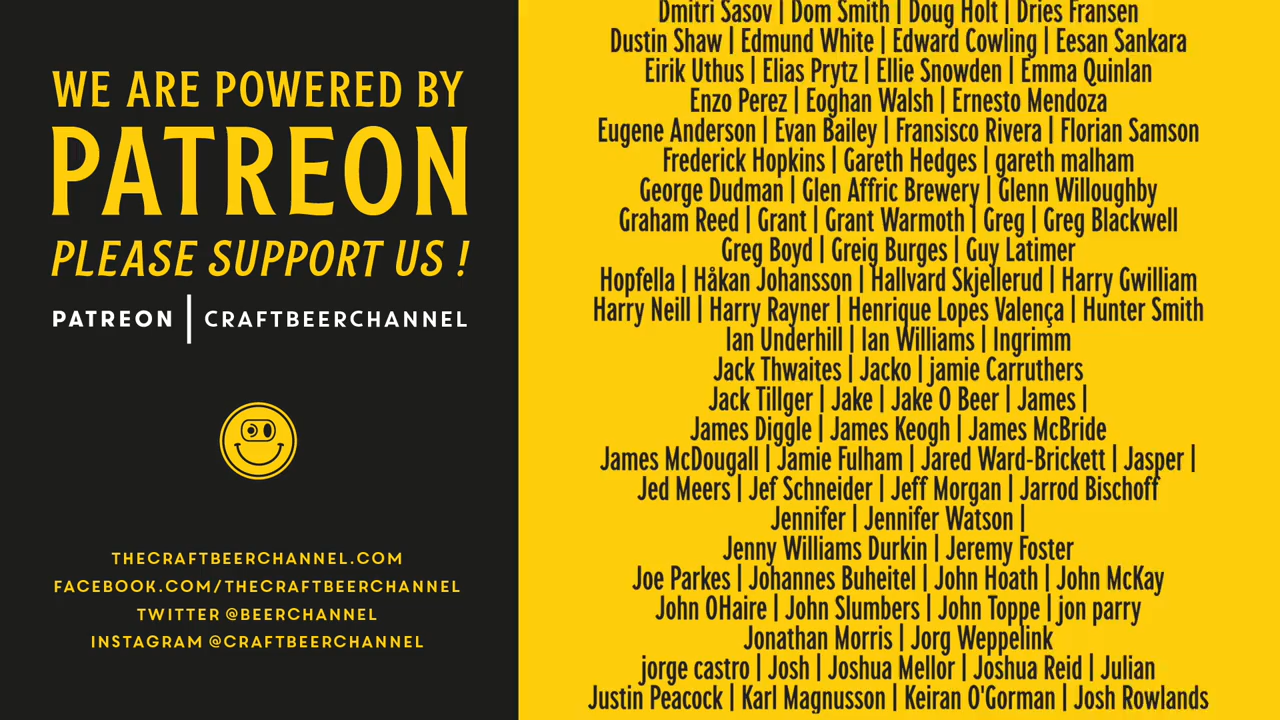 WE ARE POWERED BY
PATREON
PLEASE SUPPORT US !
PATREON | CRAFTBEERCHANNEL
THECRAFTBEERCHANNEL.COM
FACEBOOK.COM/THECRAFTBEERCHANNEL
TWITTER @BEERCHANNEL
INSTAGRAM @CRAFTBEERCHANNEL
Dmitri Sasov | Dom Smith | Doug Holt | Dries Fransen
Dustin Shaw | Edmund White | Edward Cowling | Eesan Sankara
Eirik Uthus | Elias Prytz | Ellie Snowden | Emma Quinlan
Enzo Perez | Eoghan Walsh | Ernesto Mendoza
Eugene Anderson | Evan Bailey | Fransisco Rivera | Florian Samson
Frederick Hopkins | Gareth Hedges | gareth malham
George Dudman | Glen Affric Brewery | Glenn Willoughby
Graham Reed | Grant | Grant Warmoth | Greg | Greg Blackwell
Greg Boyd | Greig Burges | Guy Latimer
Hopfella | Håkan Johansson | Hallvard Skjellerud | Harry Gwilliam
Harry Neill | Harry Rayner | Henrique Lopes Valença | Hunter Smith
Ian Underhill | Ian Williams | Ingrimm
Jack Thwaites | Jacko | jamie Carruthers
Jack Tillger | Jake | Jake O Beer | James |
James Diggle | James Keogh | James McBride
James McDougall | Jamie Fulham | Jared Ward-Brickett | Jasper |
Jed Meers | Jef Schneider | Jeff Morgan | Jarrod Bischoff
Jennifer | Jennifer Watson |
Jenny Williams Durkin | Jeremy Foster
Joe Parkes | Johannes Buheitel | John Hoath | John McKay
John OHaire | John Slumbers | John Toppe | jon parry
Jonathan Morris | Jorg Weppelink
jorge castro | Josh | Joshua Mellor | Joshua Reid | Julian
Justin Peacock | Karl Magnusson | Keiran O'Gorman | Josh Rowlands